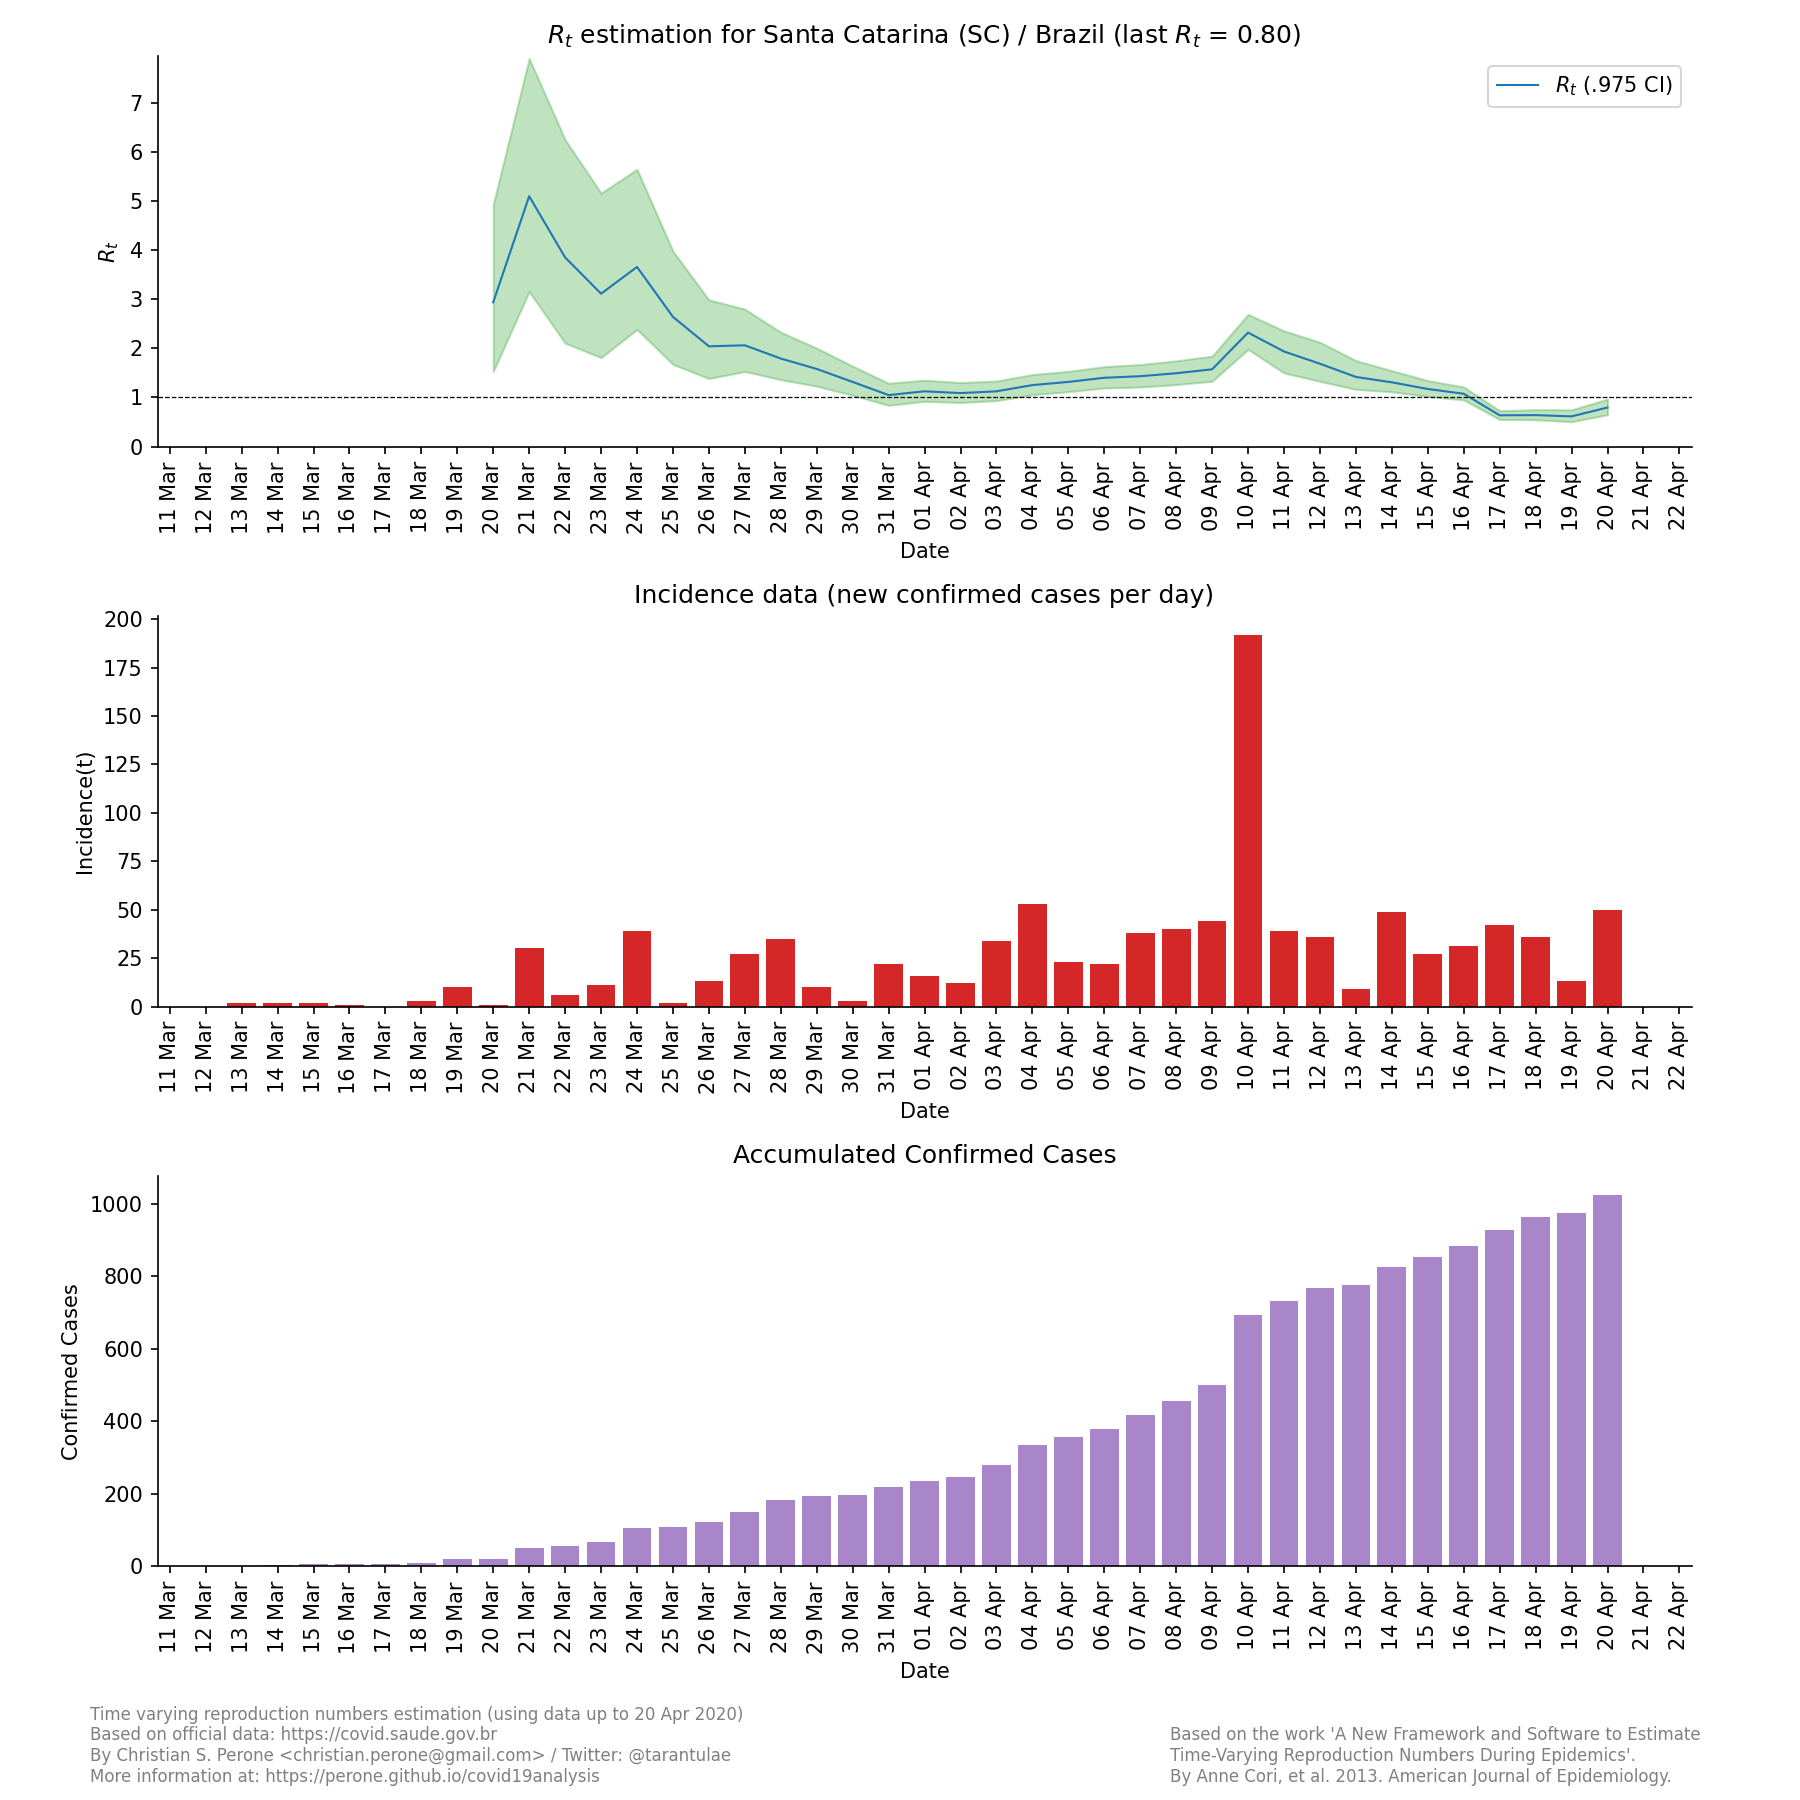 Rt estimation for Santa Catarina (SC) / Brazil (last Rt = 0.80)
Rt (.975 CI)
Rt
7
6
5
4
3
2
1
0
11 Mar 12 Mar 13 Mar 14 Mar 15 Mar 16 Mar 17 Mar 18 Mar 19 Mar 20 Mar 21 Mar 22 Mar 23 Mar 24 Mar 25 Mar 26 Mar 27 Mar 28 Mar 29 Mar 30 Mar 31 Mar 01 Apr 02 Apr 03 Apr 04 Apr 05 Apr 06 Apr 07 Apr 08 Apr 09 Apr 10 Apr 11 Apr 12 Apr 13 Apr 14 Apr 15 Apr 16 Apr 17 Apr 18 Apr 19 Apr 20 Apr 21 Apr 22 Apr
Date
Incidence data (new confirmed cases per day)
Incidence(t)
200
175
150
125
100
75
50
25
0
11 Mar 12 Mar 13 Mar 14 Mar 15 Mar 16 Mar 17 Mar 18 Mar 19 Mar 20 Mar 21 Mar 22 Mar 23 Mar 24 Mar 25 Mar 26 Mar 27 Mar 28 Mar 29 Mar 30 Mar 31 Mar 01 Apr 02 Apr 03 Apr 04 Apr 05 Apr 06 Apr 07 Apr 08 Apr 09 Apr 10 Apr 11 Apr 12 Apr 13 Apr 14 Apr 15 Apr 16 Apr 17 Apr 18 Apr 19 Apr 20 Apr 21 Apr 22 Apr
Date
Accumulated Confirmed Cases
Confirmed Cases
1000
800
600
400
200
0
11 Mar 12 Mar 13 Mar 14 Mar 15 Mar 16 Mar 17 Mar 18 Mar 19 Mar 20 Mar 21 Mar 22 Mar 23 Mar 24 Mar 25 Mar 26 Mar 27 Mar 28 Mar 29 Mar 30 Mar 31 Mar 01 Apr 02 Apr 03 Apr 04 Apr 05 Apr 06 Apr 07 Apr 08 Apr 09 Apr 10 Apr 11 Apr 12 Apr 13 Apr 14 Apr 15 Apr 16 Apr 17 Apr 18 Apr 19 Apr 20 Apr 21 Apr 22 Apr
Date
Time varying reproduction numbers estimation (using data up to 20 Apr 2020)
Based on official data: https://covid.saude.gov.br
By Christian S. Perone <christian.perone@gmail.com> / Twitter: @tarantulae
More information at: https://perone.github.io/covid19analysis
Based on the work 'A New Framework and Software to Estimate
Time-Varying Reproduction Numbers During Epidemics'.
By Anne Cori, et al. 2013. American Journal of Epidemiology.